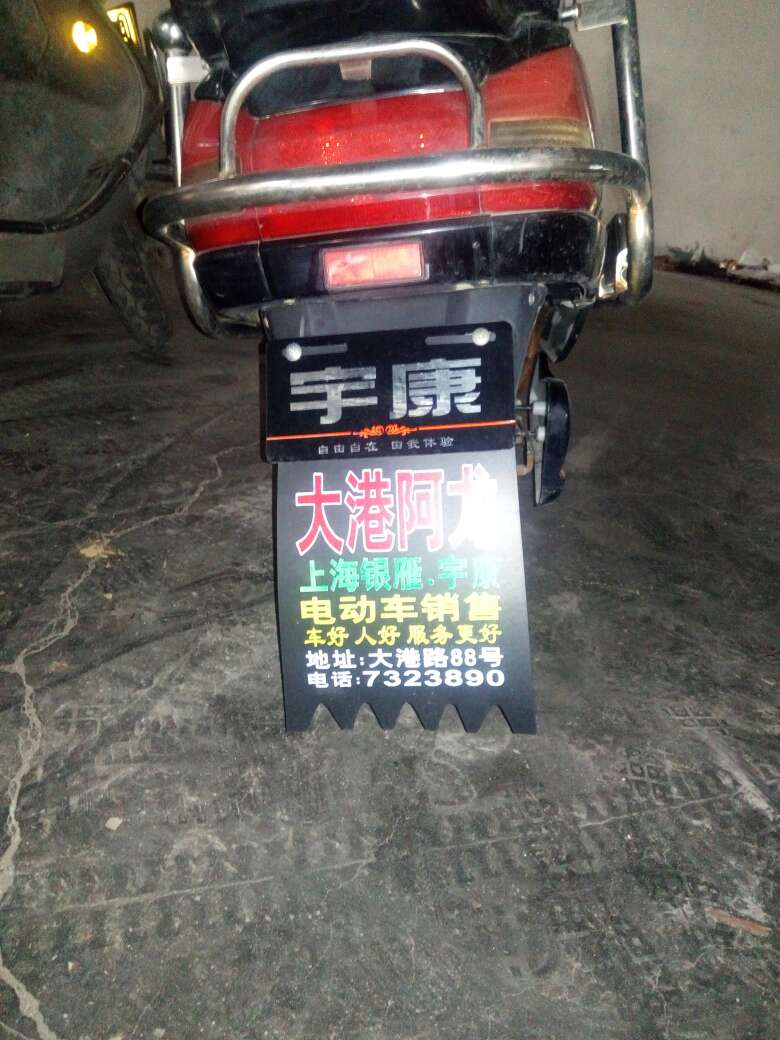 宇康
自由自在 由我体验
大港阿龙
上海银雁.宇康
电动车销售
车好 人好 服务更好
地址:大港路88号
电话:7323890